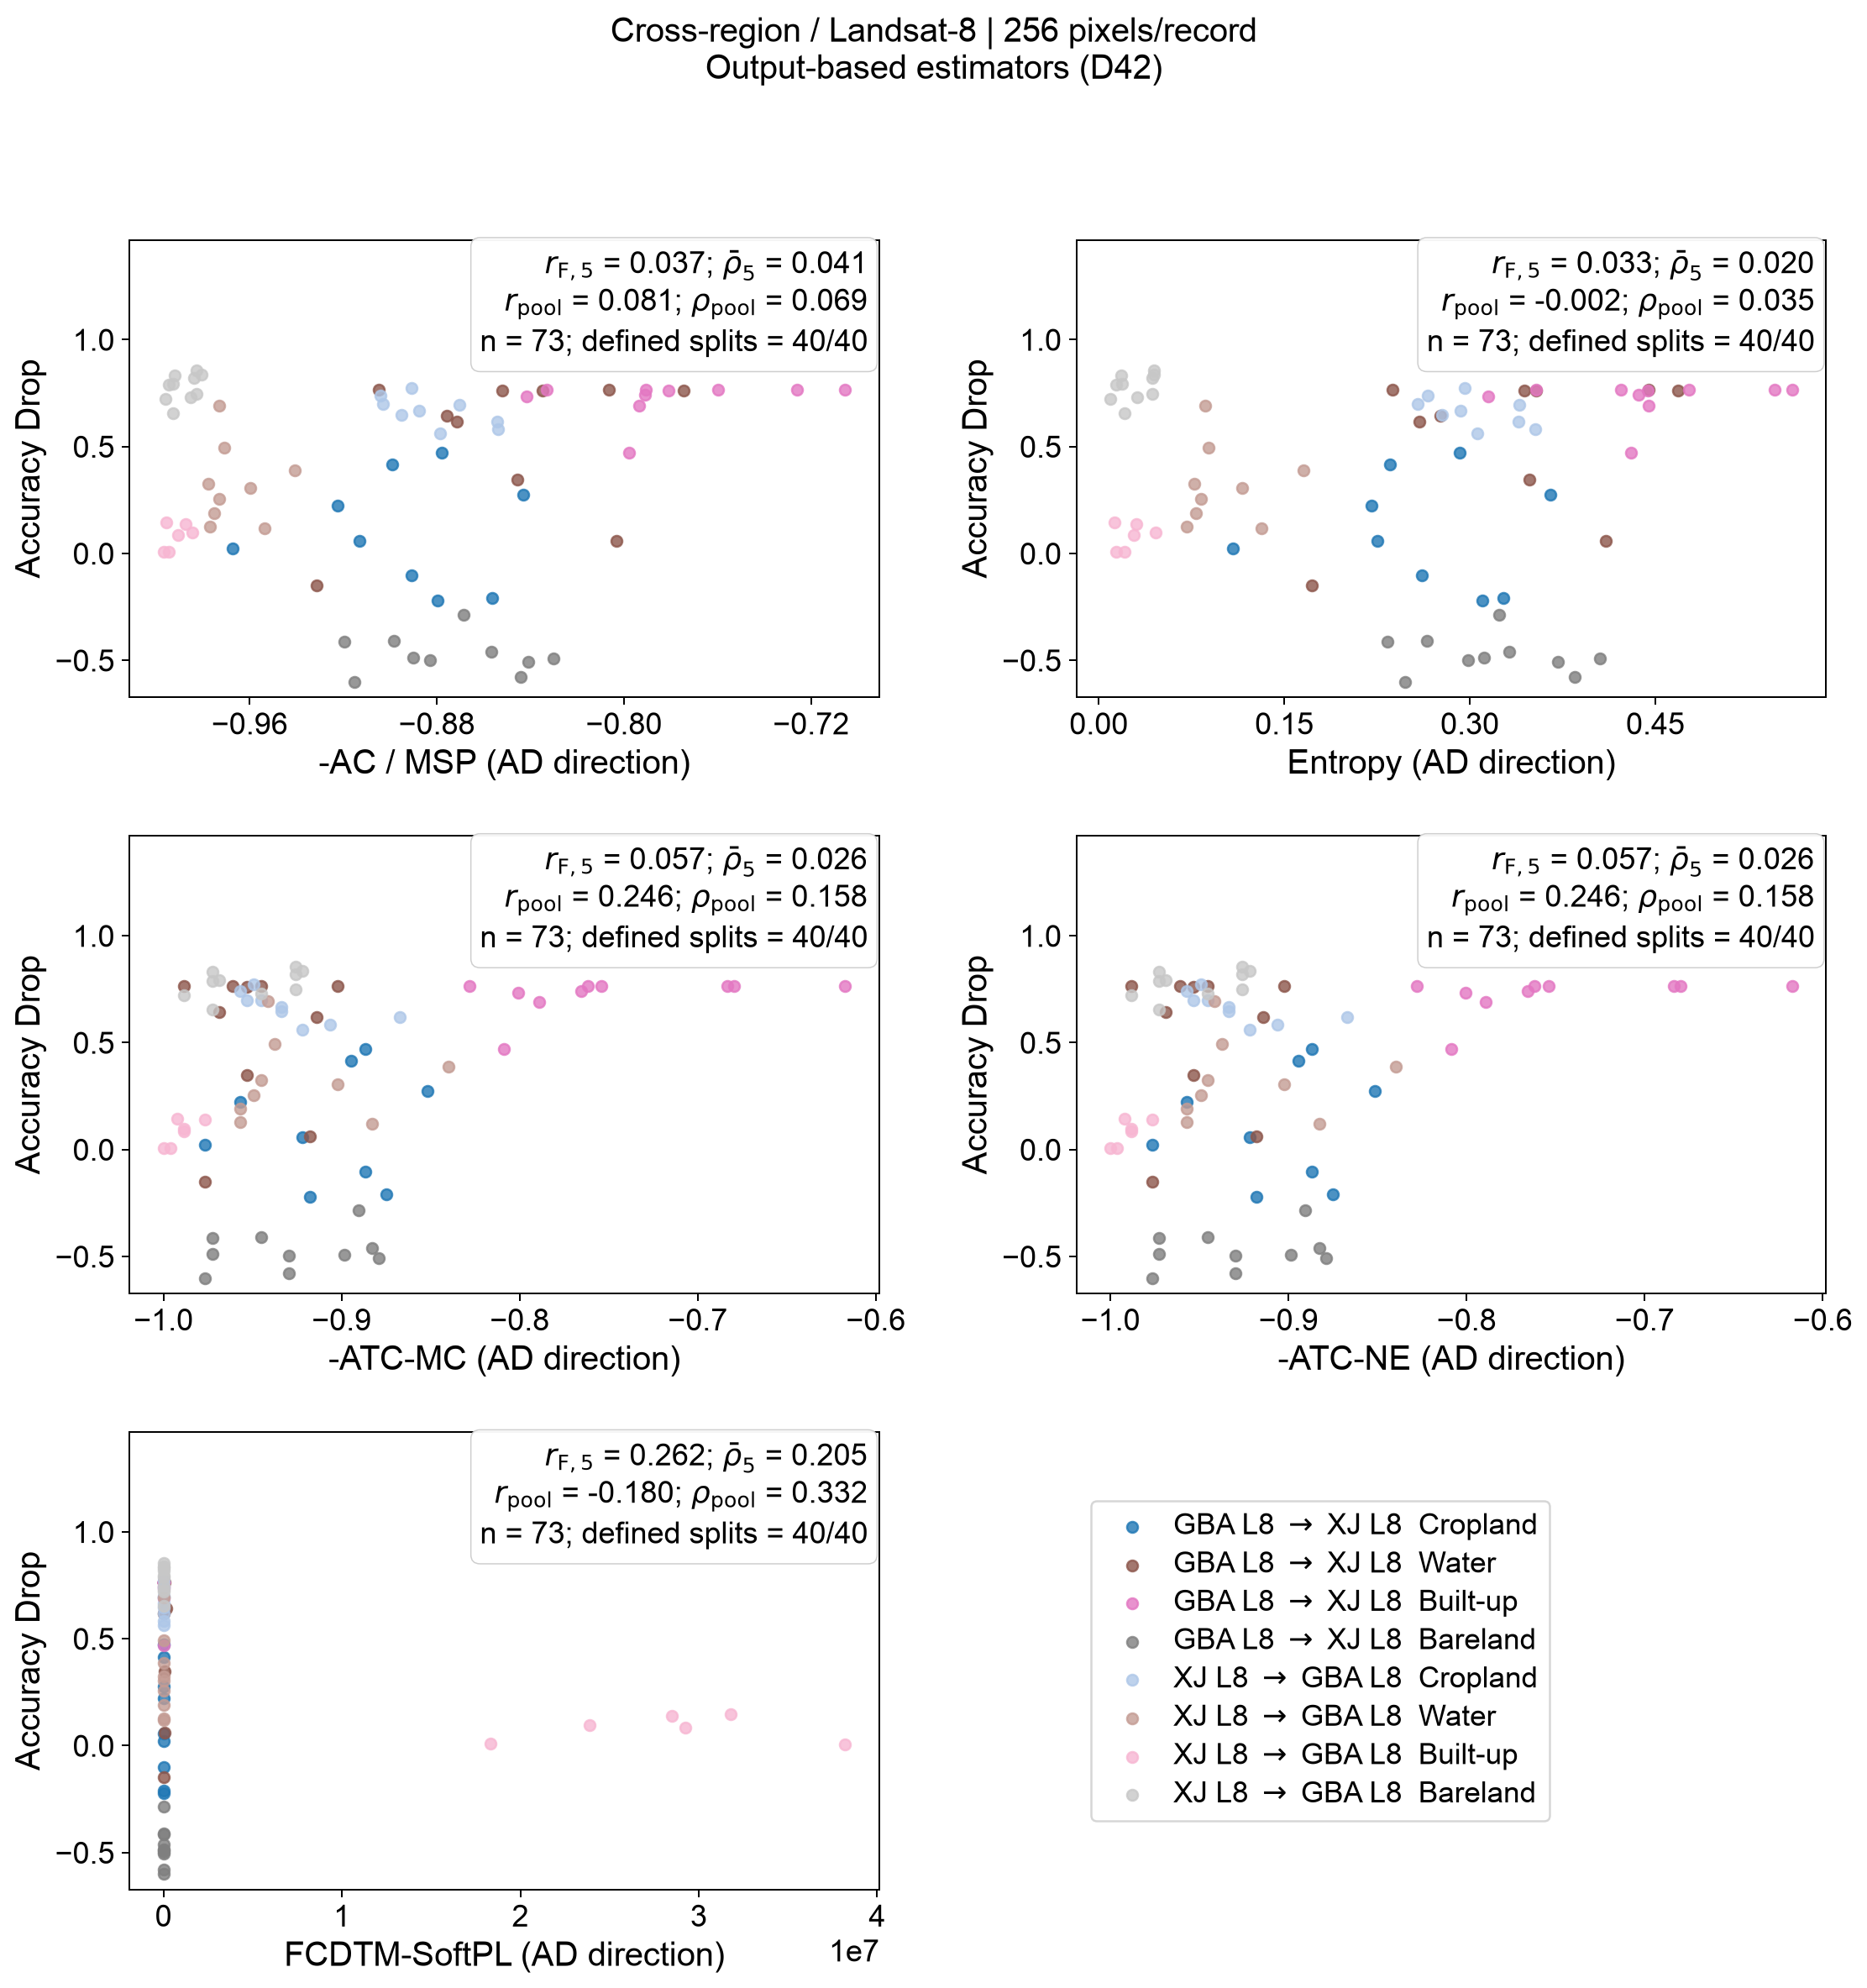 Cross-region / Landsat-8 | 256 pixels/record
Output-based estimators (D42)
r_F,5 = 0.037; ρ̄_5 = 0.041
r_pool = 0.081; ρ_pool = 0.069
n = 73; defined splits = 40/40
Accuracy Drop
1.0
0.5
0.0
−0.5
−0.96
−0.88
−0.80
−0.72
-AC / MSP (AD direction)
r_F,5 = 0.033; ρ̄_5 = 0.020
r_pool = -0.002; ρ_pool = 0.035
n = 73; defined splits = 40/40
Accuracy Drop
1.0
0.5
0.0
−0.5
0.00
0.15
0.30
0.45
Entropy (AD direction)
r_F,5 = 0.057; ρ̄_5 = 0.026
r_pool = 0.246; ρ_pool = 0.158
n = 73; defined splits = 40/40
Accuracy Drop
1.0
0.5
0.0
−0.5
−1.0
−0.9
−0.8
−0.7
−0.6
-ATC-MC (AD direction)
r_F,5 = 0.057; ρ̄_5 = 0.026
r_pool = 0.246; ρ_pool = 0.158
n = 73; defined splits = 40/40
Accuracy Drop
1.0
0.5
0.0
−0.5
−1.0
−0.9
−0.8
−0.7
−0.6
-ATC-NE (AD direction)
r_F,5 = 0.262; ρ̄_5 = 0.205
r_pool = -0.180; ρ_pool = 0.332
n = 73; defined splits = 40/40
Accuracy Drop
1.0
0.5
0.0
−0.5
0
1
2
3
4
1e7
FCDTM-SoftPL (AD direction)
GBA L8 → XJ L8 Cropland
GBA L8 → XJ L8 Water
GBA L8 → XJ L8 Built-up
GBA L8 → XJ L8 Bareland
XJ L8 → GBA L8 Cropland
XJ L8 → GBA L8 Water
XJ L8 → GBA L8 Built-up
XJ L8 → GBA L8 Bareland